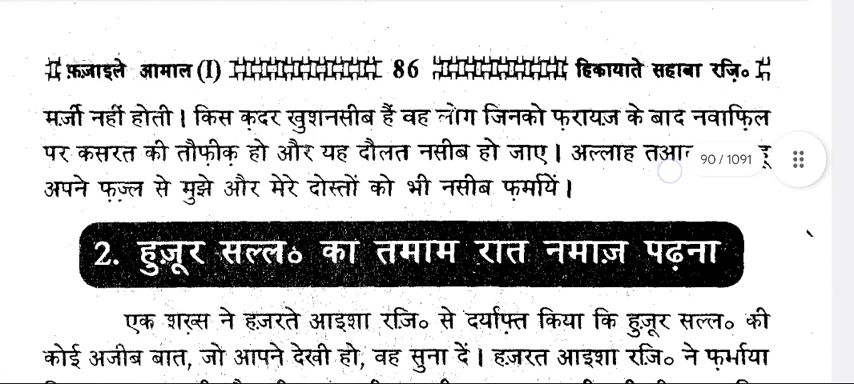 फ़ज़ाइले आमाल (I) 86 हिकायाते सहाबा रज़ि०
मर्ज़ी नहीं होती। किस क़दर ख़ुशनसीब हैं वह लोग जिनको फ़रायज़ के बाद नवाफ़िल
पर कसरत की तौफ़ीक़ हो और यह दौलत नसीब हो जाए। अल्लाह
90 / 1091
अपने फ़ज़्ल से मुझे और मेरे दोस्तों को भी नसीब फ़र्मायें।
2. हुज़ूर सल्ल० का तमाम रात नमाज़ पढ़ना
एक शख़्स ने हज़रते आइशा रज़ि० से दर्याफ़्त किया कि हुज़ूर सल्ल० की
कोई अजीब बात, जो आपने देखी हो, वह सुना दें। हज़रत आइशा रज़ि० ने फ़र्माया